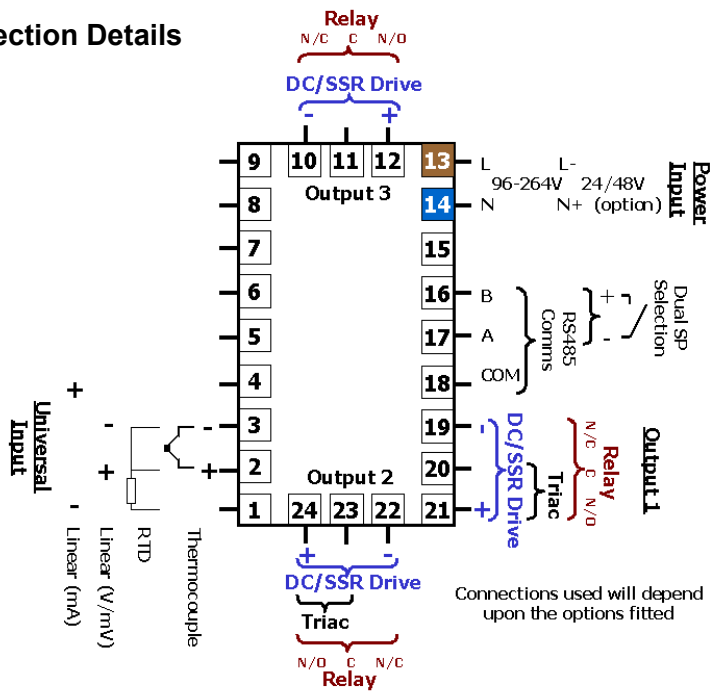 ection Details
Relay
N/C C N/O
DC/SSR Drive
- +
9 10 11 12 13 L L-
96-264V 24/48V
Output 3
8 14 N N+ (option)
Power
Input
7 15
6 16 B
5 17 A
4 18 COM
RS485
Comms
+
-
Dual SP
Selection
3 19 -
2 20
1 21 +
DC/SSR Drive
Triac
N/C C N/O
Relay
Output 1
Output 2
24 23 22
+ -
DC/SSR Drive
Triac
N/O C N/C
Relay
Universal
Input
+ -
Linear (mA)
- +
Linear (V/mV)
RTD
- +
Thermocouple
Connections used will depend
upon the options fitted